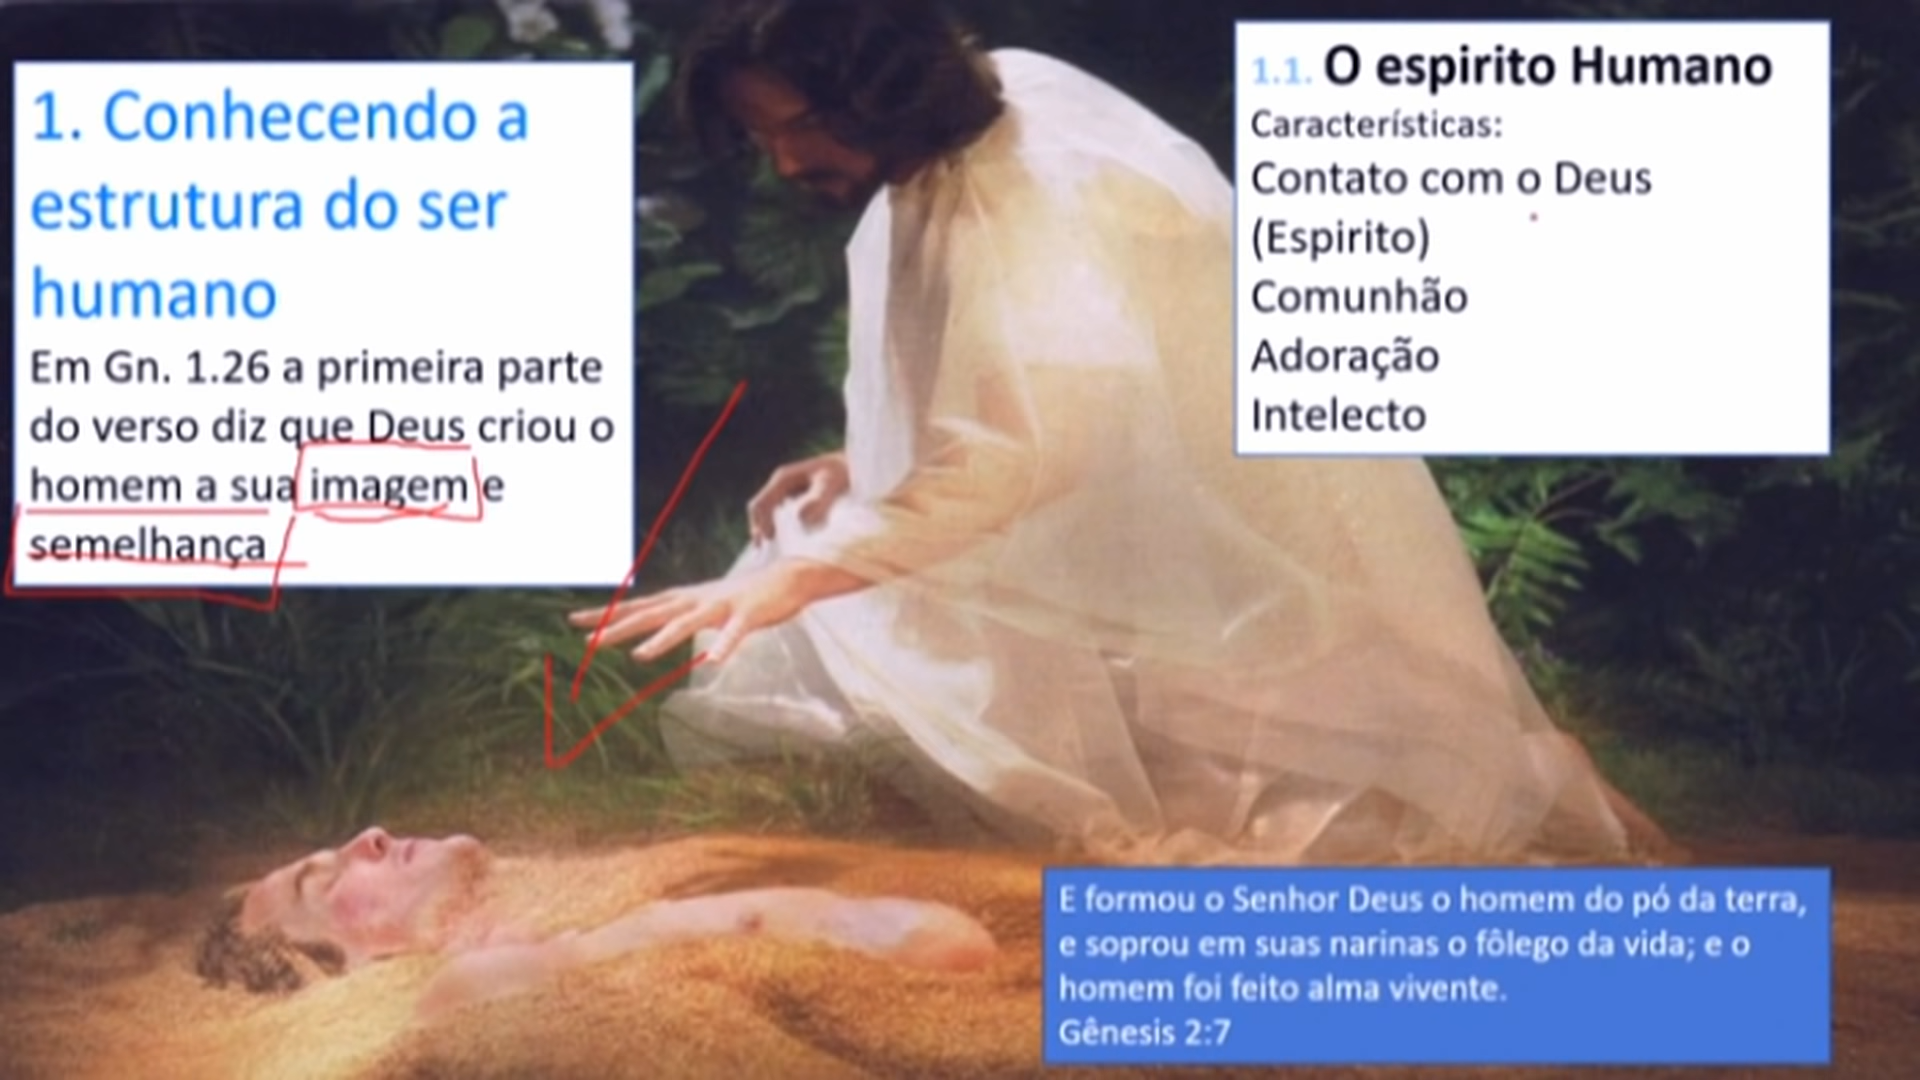 1. Conhecendo a
estrutura do ser
humano
Em Gn. 1.26 a primeira parte
do verso diz que Deus criou o
homem a sua imagem e
semelhança
1.1. O espirito Humano
Características:
Contato com o Deus
(Espirito)
Comunhão
Adoração
Intelecto
E formou o Senhor Deus o homem do pó da terra,
e soprou em suas narinas o fôlego da vida; e o
homem foi feito alma vivente.
Gênesis 2:7